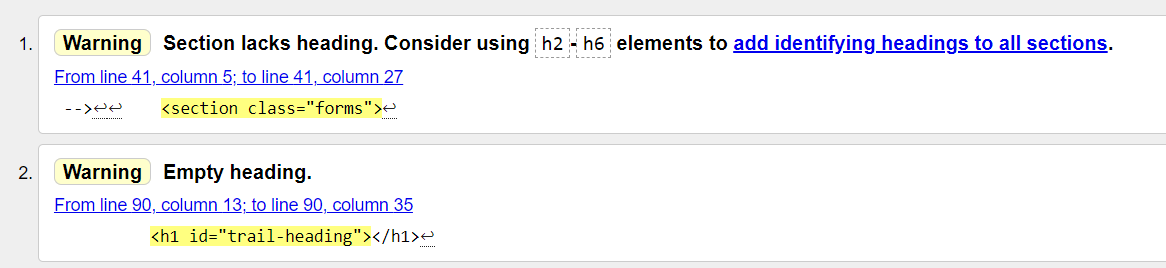 1. Warning Section lacks heading. Consider using h2-h6 elements to add identifying headings to all sections.
From line 41, column 5; to line 41, column 27
-->↩↩    <section class="forms">↩
2. Warning Empty heading.
From line 90, column 13; to line 90, column 35
<h1 id="trail-heading"></h1>↩